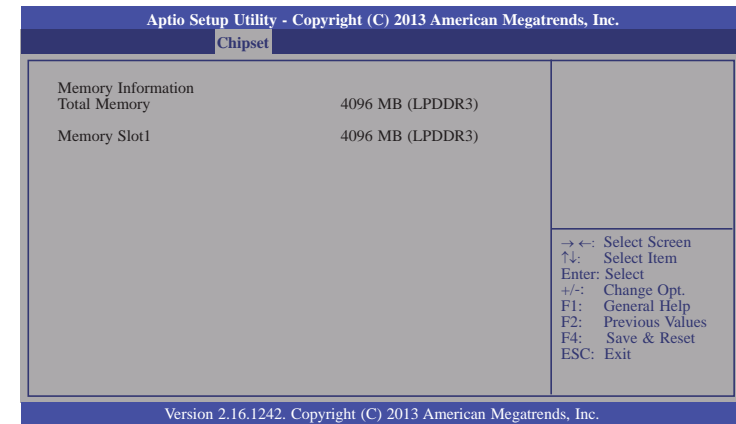 Aptio Setup Utility - Copyright (C) 2013 American Megatrends, Inc.
Chipset
Memory Information
Total Memory 4096 MB (LPDDR3)
Memory Slot1 4096 MB (LPDDR3)
→ ←: Select Screen
↑↓: Select Item
Enter: Select
+/-: Change Opt.
F1: General Help
F2: Previous Values
F4: Save & Reset
ESC: Exit
Version 2.16.1242. Copyright (C) 2013 American Megatrends, Inc.